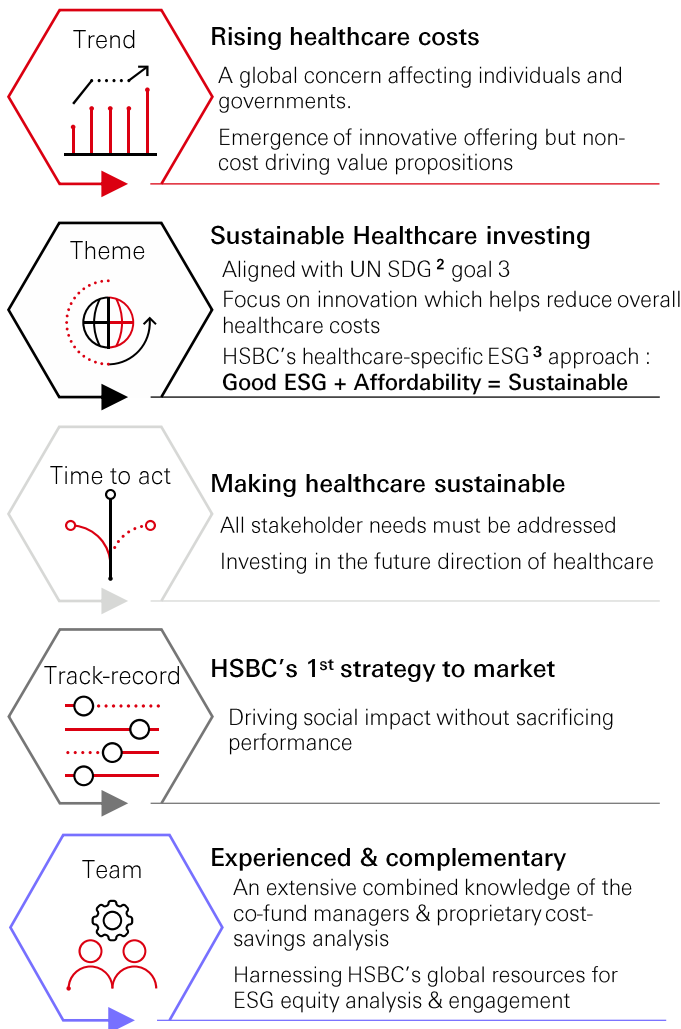 Trend
Rising healthcare costs
A global concern affecting individuals and
governments.
Emergence of innovative offering but non-
cost driving value propositions
Theme
Sustainable Healthcare investing
Aligned with UN SDG ² goal 3
Focus on innovation which helps reduce overall
healthcare costs
HSBC's healthcare-specific ESG ³ approach :
Good ESG + Affordability = Sustainable
Time to act
Making healthcare sustainable
All stakeholder needs must be addressed
Investing in the future direction of healthcare
Track-record
HSBC's 1st strategy to market
Driving social impact without sacrificing
performance
Team
Experienced & complementary
An extensive combined knowledge of the
co-fund managers & proprietary cost-
savings analysis
Harnessing HSBC's global resources for
ESG equity analysis & engagement